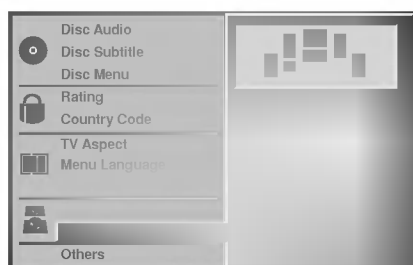 Disc Audio
Disc Subtitle
Disc Menu
Rating
Country Code
TV Aspect
Menu Language
Others